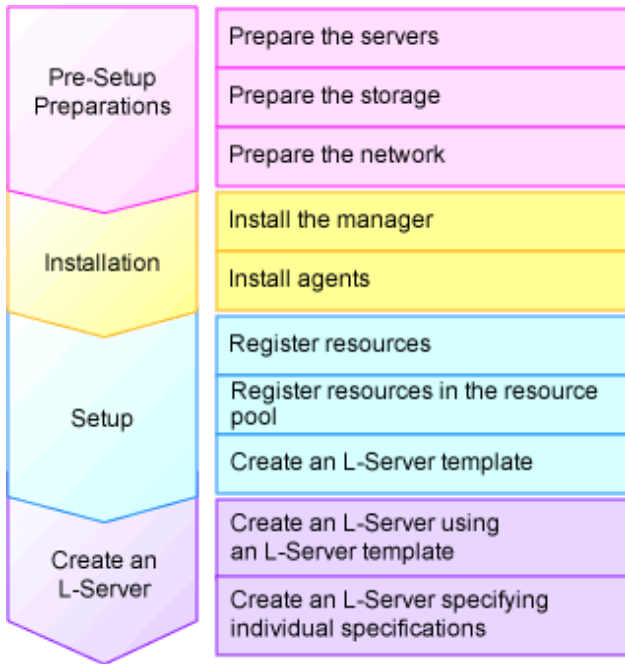 Pre-Setup
Preparations
Prepare the servers
Prepare the storage
Prepare the network
Installation
Install the manager
Install agents
Setup
Register resources
Register resources in the resource
pool
Create an L-Server template
Create an
L-Server
Create an L-Server using
an L-Server template
Create an L-Server specifying
individual specifications